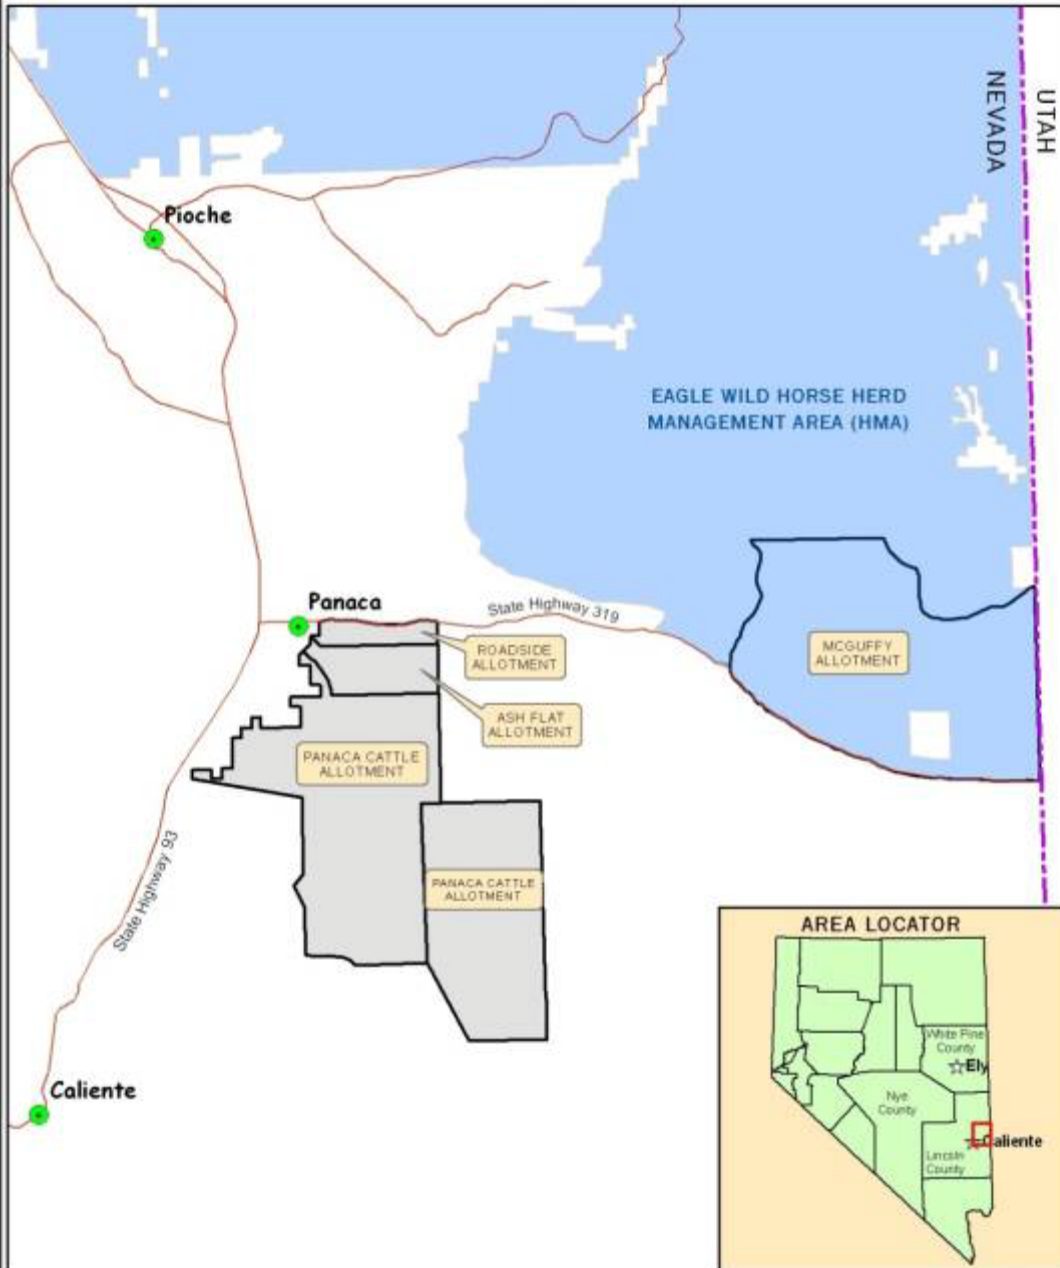 NEVADA
UTAH
Pioche
EAGLE WILD HORSE HERD
MANAGEMENT AREA (HMA)
Panaca
State Highway 319
ROADSIDE
ALLOTMENT
MCGUFFY
ALLOTMENT
ASH FLAT
ALLOTMENT
PANACA CATTLE
ALLOTMENT
State Highway 93
PANACA CATTLE
ALLOTMENT
Caliente
AREA LOCATOR
White Pine
County
Ely
Nye
County
Caliente
Lincoln
County